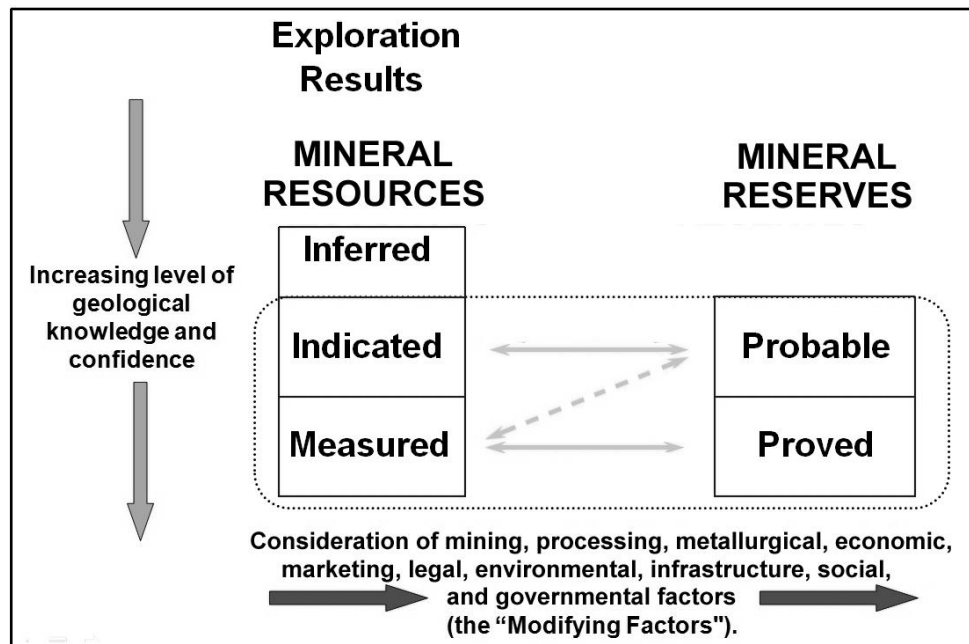 Exploration
Results
MINERAL
RESOURCES
MINERAL
RESERVES
Inferred
Increasing level of
geological
knowledge and
confidence
Indicated
Probable
Measured
Proved
Consideration of mining, processing, metallurgical, economic,
marketing, legal, environmental, infrastructure, social,
and governmental factors
(the “Modifying Factors").